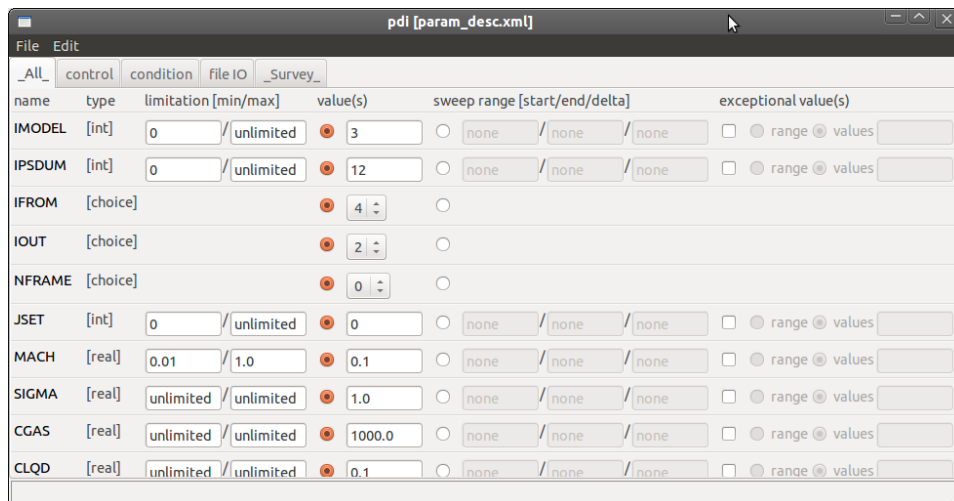 pdi [param_desc.xml]
File Edit
_All_ control condition file IO _Survey_
name type limitation [min/max] value(s) sweep range [start/end/delta] exceptional value(s)
IMODEL [int] 0 / unlimited 3 none / none / none range values
IPSDUM [int] 0 / unlimited 12 none / none / none range values
IFROM [choice] 4
IOUT [choice] 2
NFRAME [choice] 0
JSET [int] 0 / unlimited 0 none / none / none range values
MACH [real] 0.01 / 1.0 0.1 none / none / none range values
SIGMA [real] unlimited / unlimited 1.0 none / none / none range values
CGAS [real] unlimited / unlimited 1000.0 none / none / none range values
CLQD [real] unlimited / unlimited 0.1 none / none / none range values